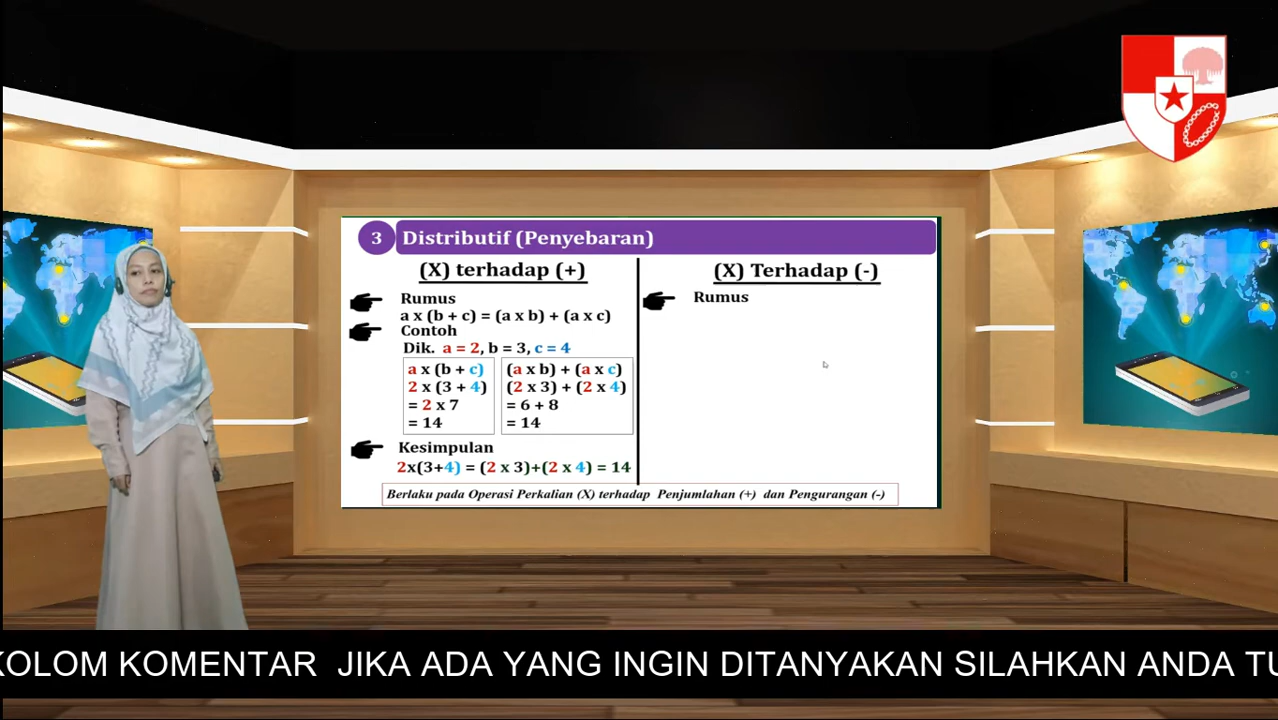 3 Distributif (Penyebaran)
(X) terhadap (+)
Rumus
a x (b + c) = (a x b) + (a x c)
Contoh
Dik. a = 2, b = 3, c = 4
a x (b + c)
2 x (3 + 4)
= 2 x 7
= 14
(a x b) + (a x c)
(2 x 3) + (2 x 4)
= 6 + 8
= 14
Kesimpulan
2x(3+4) = (2 x 3)+(2 x 4) = 14
(X) Terhadap (-)
Rumus
Berlaku pada Operasi Perkalian (X) terhadap Penjumlahan (+) dan Pengurangan (-)
KOLOM KOMENTAR JIKA ADA YANG INGIN DITANYAKAN SILAHKAN ANDA TU